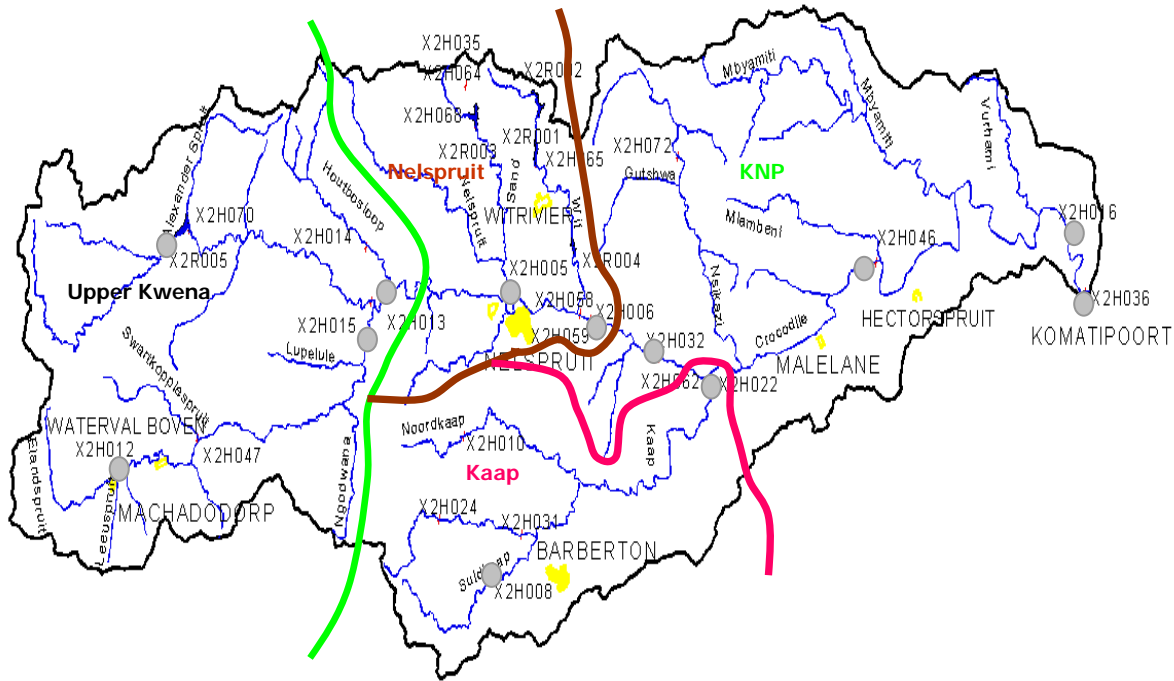 X2H035
X2H064
X2R002
Mbyamiti
Mbyamiti
Vurhami
X2H068
X2R001
X2R003
X2H065
X2H072
Alexander Spruit
Houtbosloop
Nelspruit
Nelspruit
Sand
Wit
Gutshwa
KNP
WITRIVIER
Mlambeni
X2H070
X2H014
X2R005
X2H016
X2H046
X2R004
X2H005
Nsikazi
Upper Kwena
X2H058
X2H006
X2H036
X2H015
X2H013
X2H059
X2H032
Crocodile
HECTORSPRUIT
KOMATIPOORT
Lupelule
NELSPRUIT
MALELANE
Swartkoppiespruit
X2H062
X2H022
WATERVAL BOVEN
Noordkaap
X2H010
Kaap
Kaap
X2H012
X2H047
Elandspruit
Leeuspruit
Ngodwana
MACHADODORP
X2H024
X2H031
BARBERTON
X2H008